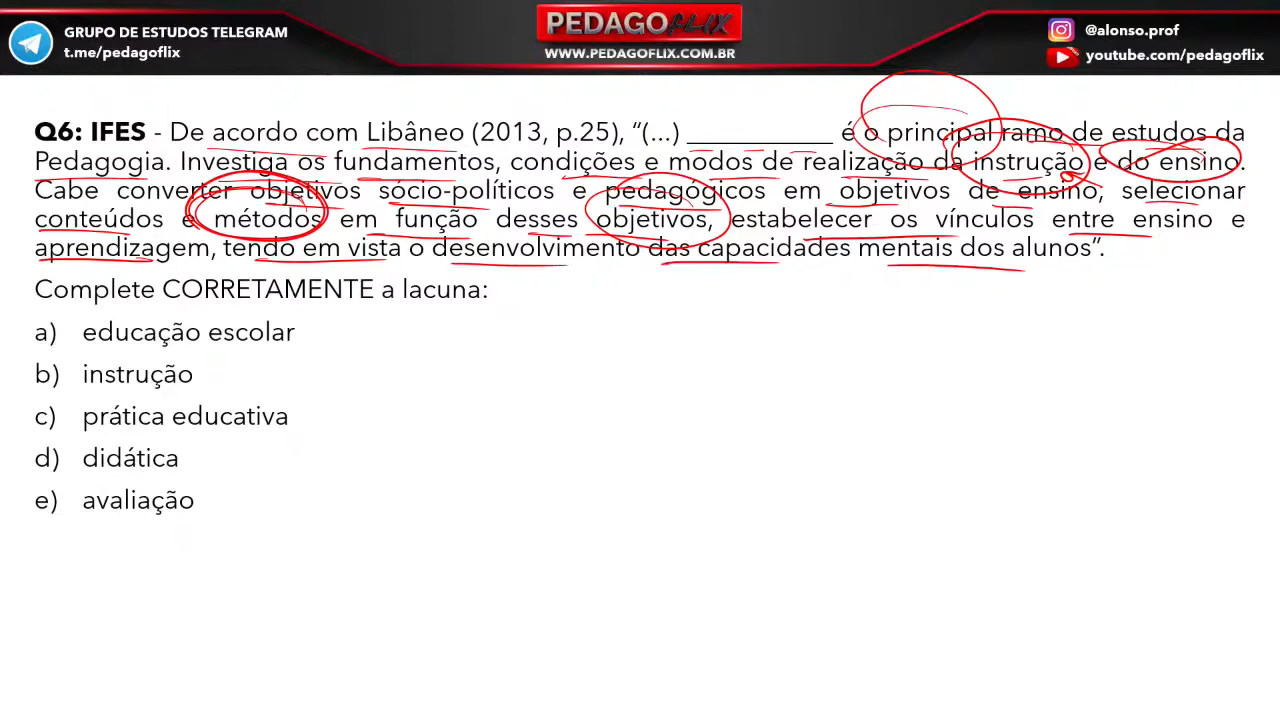 GRUPO DE ESTUDOS TELEGRAM
t.me/pedagoflix
PEDAGOFLIX
WWW.PEDAGOFLIX.COM.BR
@alonso.prof
youtube.com/pedagoflix
Q6: IFES - De acordo com Libâneo (2013, p.25), “(...) ___________ é o principal ramo de estudos da
Pedagogia. Investiga os fundamentos, condições e modos de realização da instrução e do ensino.
Cabe converter objetivos sócio-políticos e pedagógicos em objetivos de ensino, selecionar
conteúdos e métodos em função desses objetivos, estabelecer os vínculos entre ensino e
aprendizagem, tendo em vista o desenvolvimento das capacidades mentais dos alunos“.
Complete CORRETAMENTE a lacuna:
a) educação escolar
b) instrução
c) prática educativa
d) didática
e) avaliação